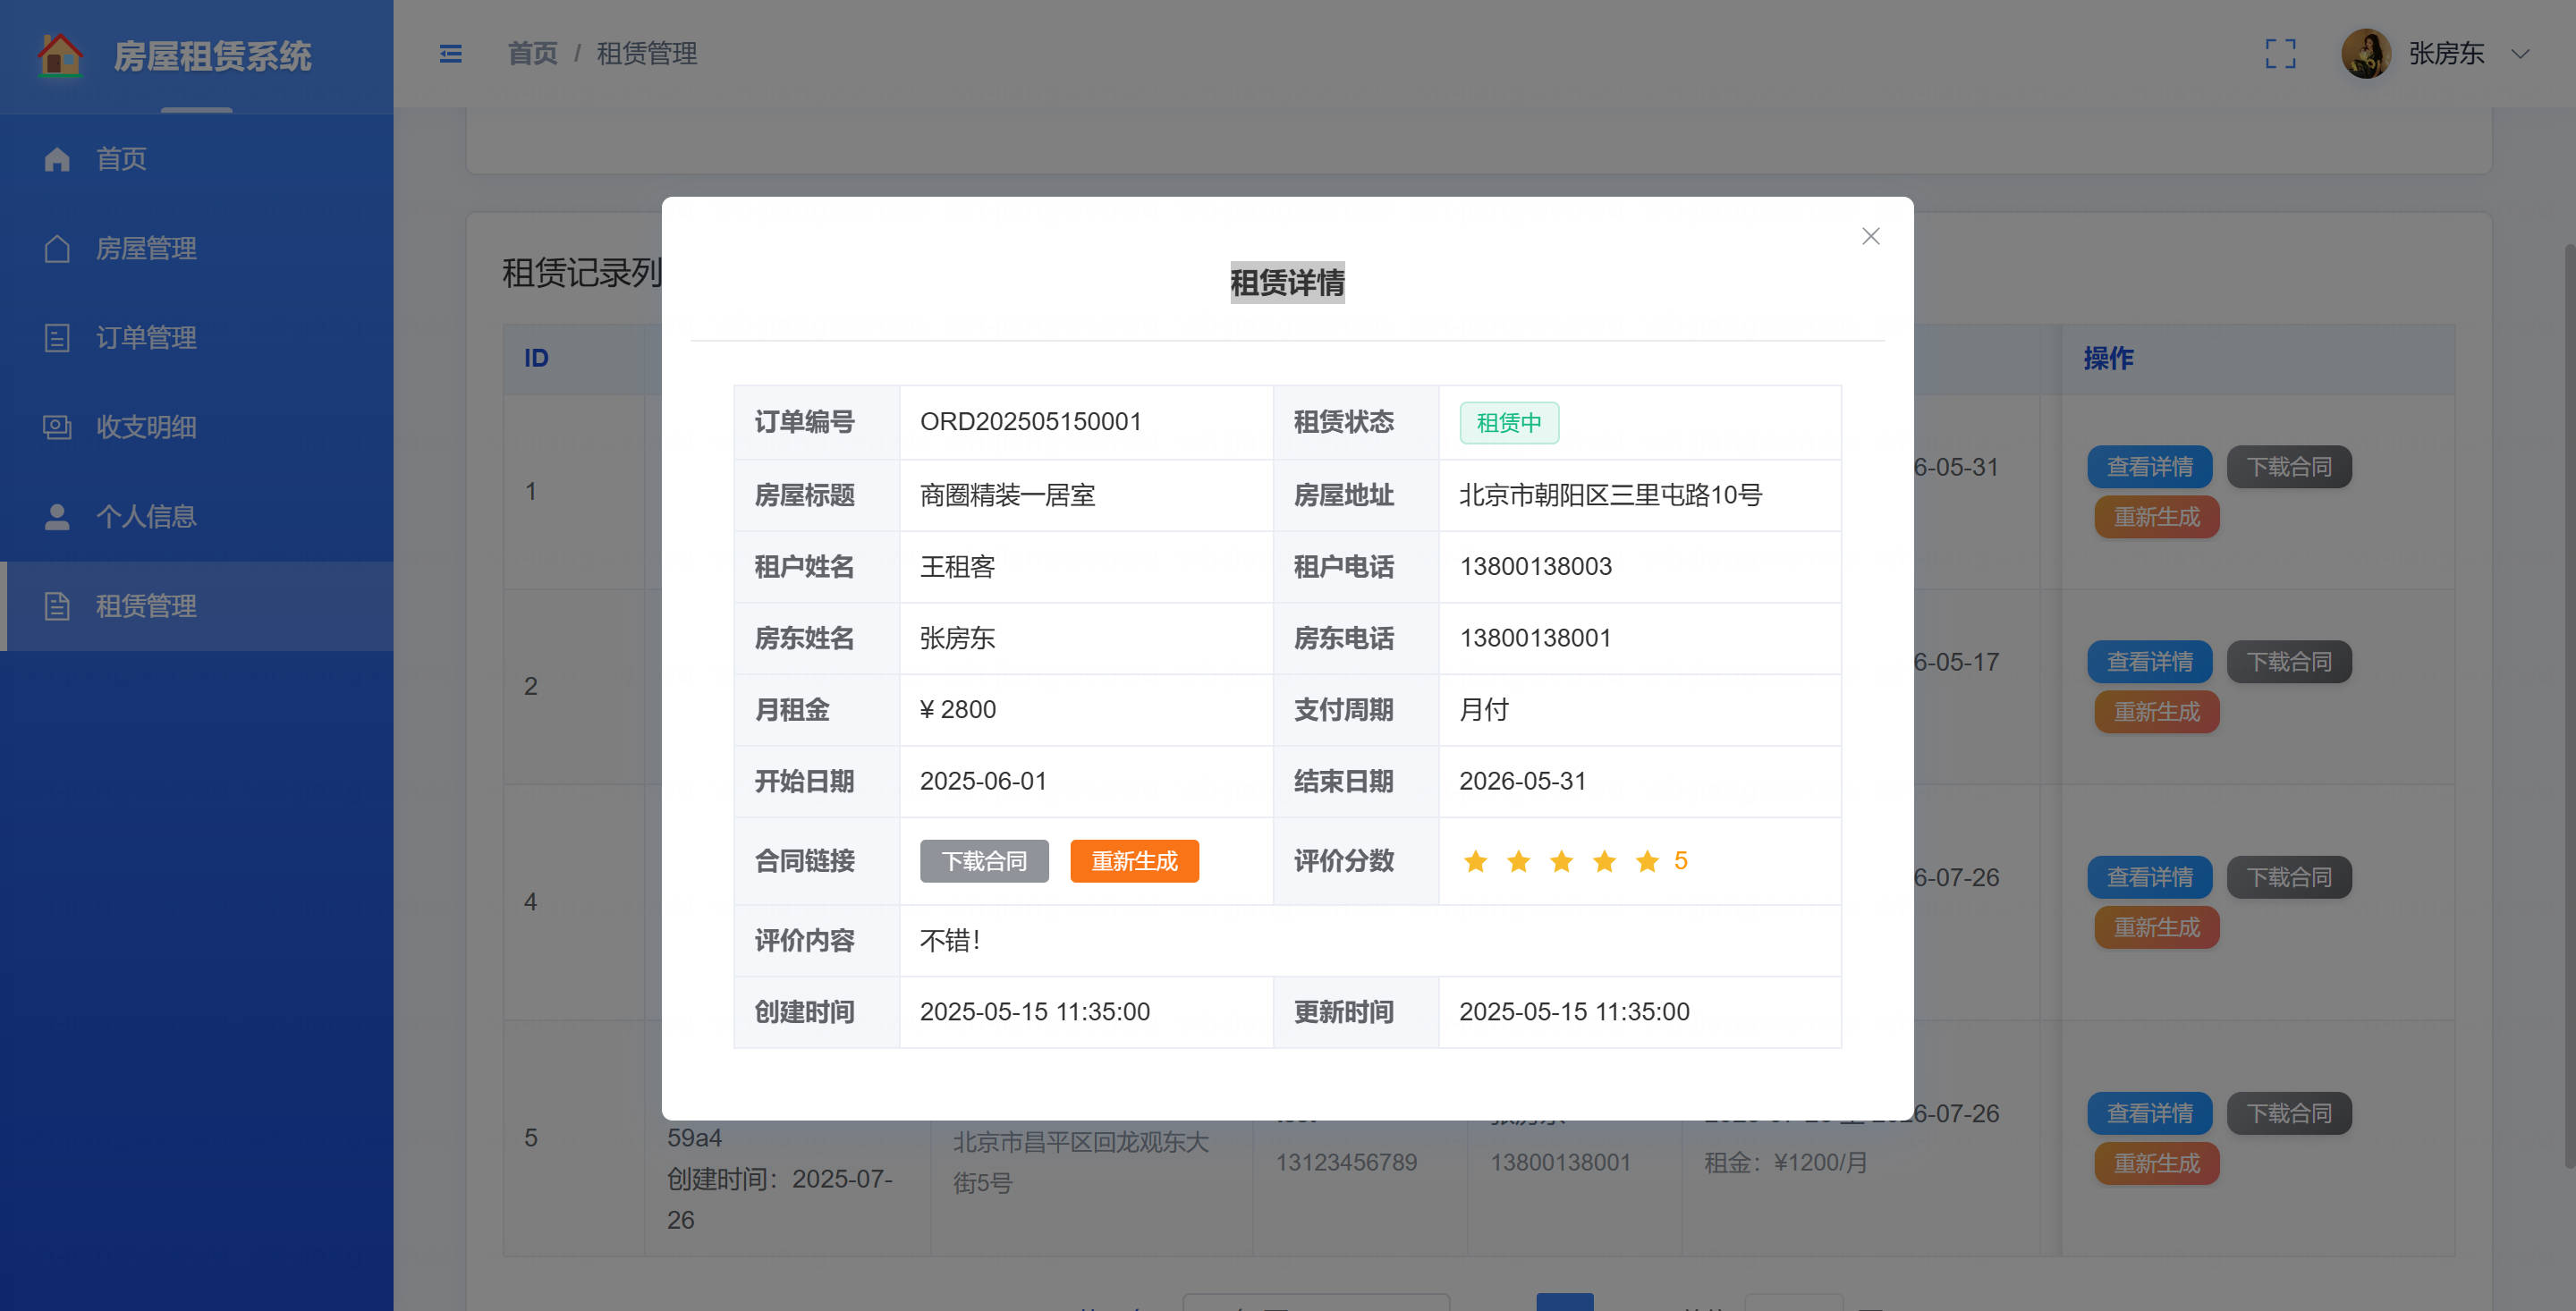 房屋租赁系统
首页 / 租赁管理
张房东
首页
房屋管理
订单管理
收支明细
个人信息
租赁管理
租赁记录列
ID
操作
1
6-05-31
查看详情
下载合同
重新生成
2
6-05-17
查看详情
下载合同
重新生成
4
6-07-26
查看详情
下载合同
重新生成
5
59a4
创建时间：2025-07-
26
北京市昌平区回龙观东大
街5号
13123456789
13800138001
6-07-26
租金：¥1200/月
查看详情
下载合同
重新生成
租赁详情
订单编号 ORD202505150001 租赁状态 租赁中
房屋标题 商圈精装一居室 房屋地址 北京市朝阳区三里屯路10号
租户姓名 王租客 租户电话 13800138003
房东姓名 张房东 房东电话 13800138001
月租金 ¥ 2800 支付周期 月付
开始日期 2025-06-01 结束日期 2026-05-31
合同链接 下载合同 重新生成 评价分数 5
评价内容 不错！
创建时间 2025-05-15 11:35:00 更新时间 2025-05-15 11:35:00